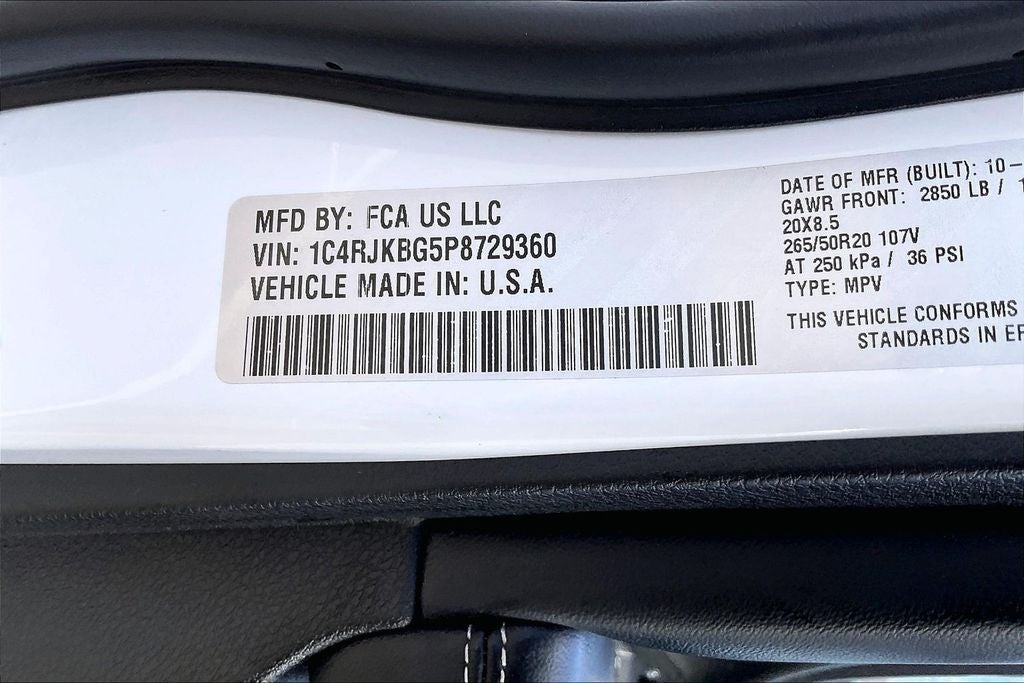 MFD BY: FCA US LLC
VIN: 1C4RJKBG5P8729360
VEHICLE MADE IN: U.S.A.
DATE OF MFR (BUILT): 10-
GAWR FRONT: 2850 LB /
20X8.5
265/50R20 107V
AT 250 kPa / 36 PSI
TYPE: MPV
THIS VEHICLE CONFORMS
STANDARDS IN